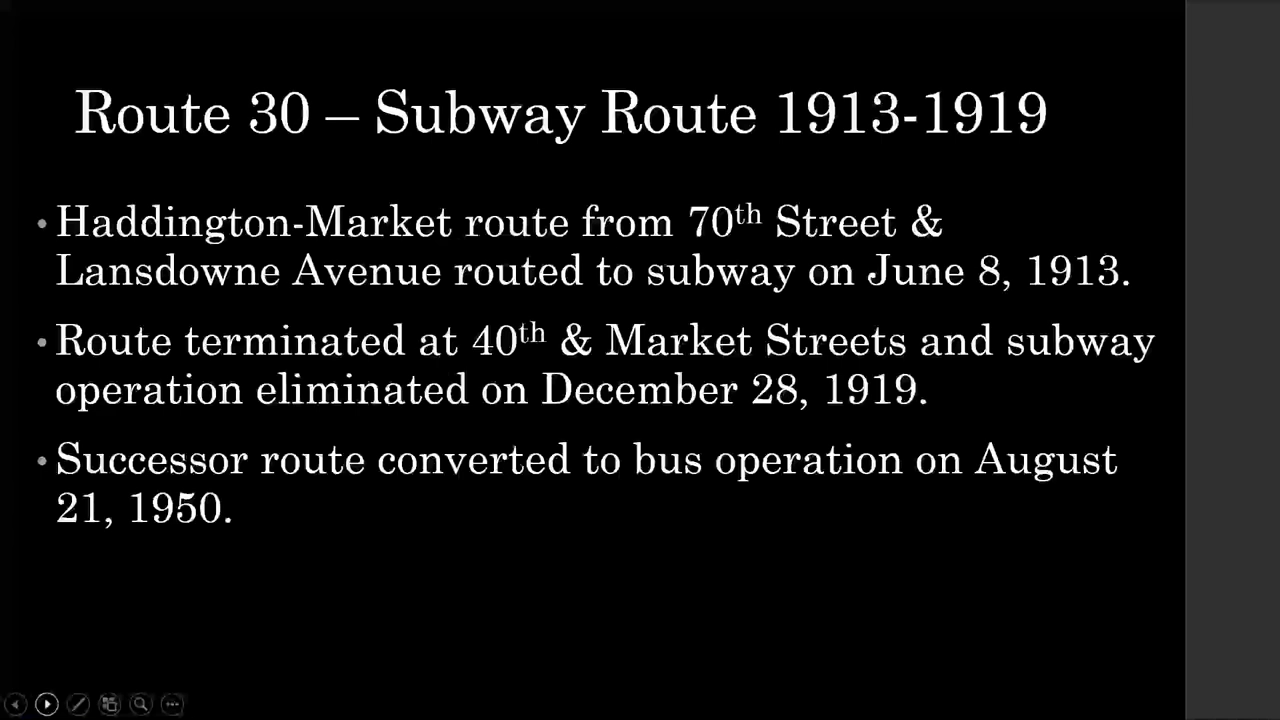 Route 30 – Subway Route 1913-1919
• Haddington-Market route from 70th Street &
Lansdowne Avenue routed to subway on June 8, 1913.
• Route terminated at 40th & Market Streets and subway
operation eliminated on December 28, 1919.
• Successor route converted to bus operation on August
21, 1950.